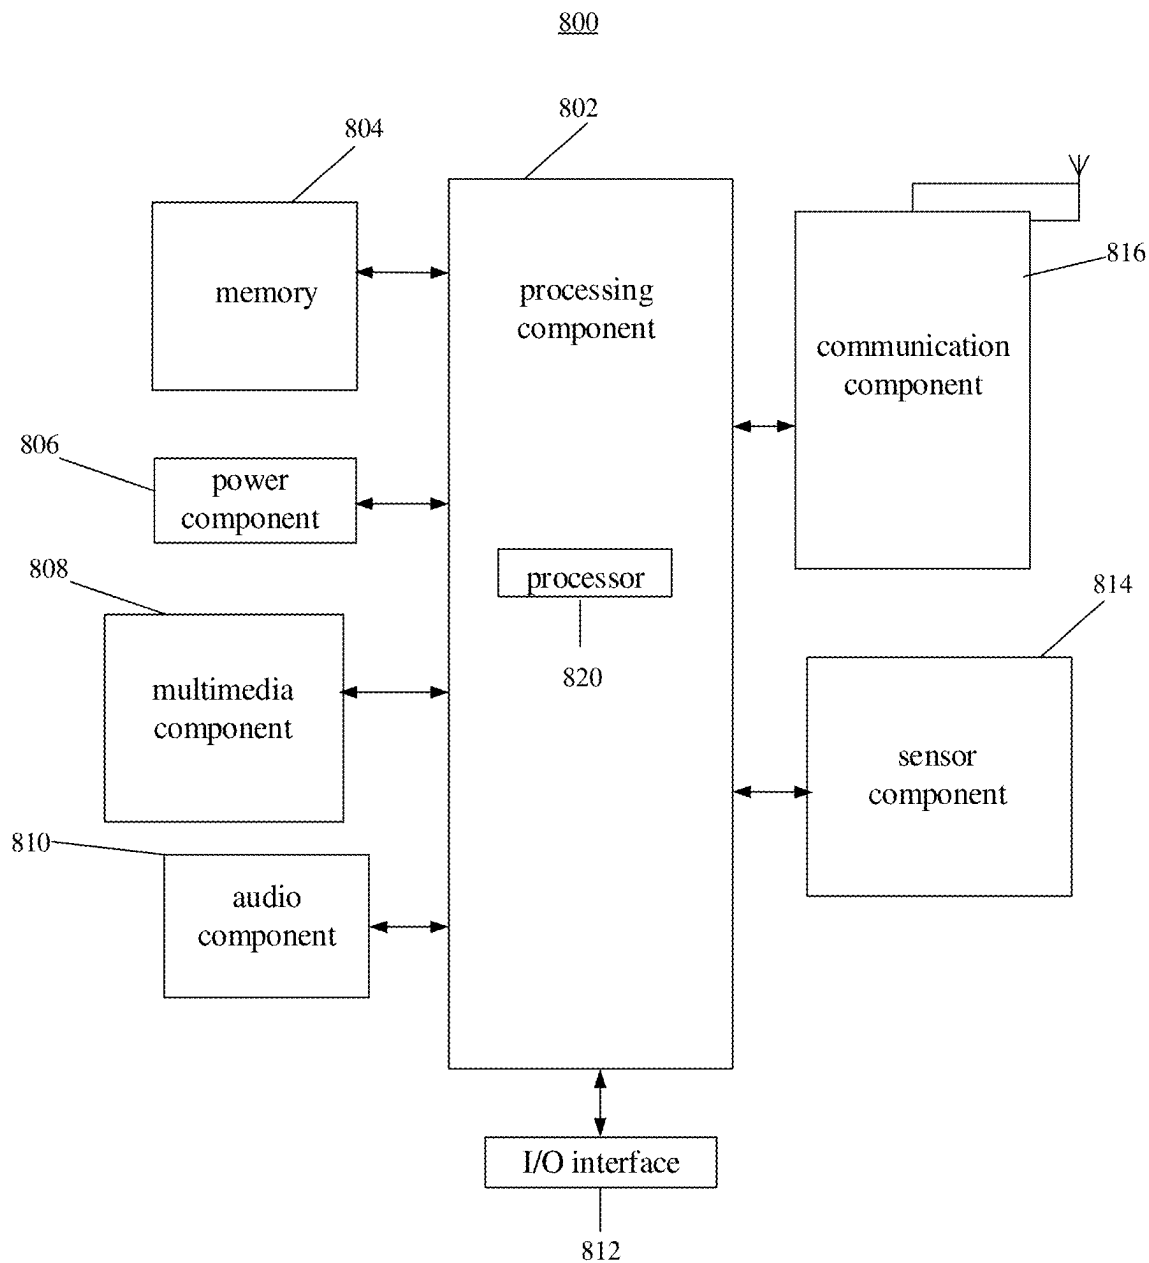 800
802
804
memory
processing
component
816
communication
component
806
power
component
808
processor
820
814
multimedia
component
sensor
component
810
audio
component
I/O interface
812